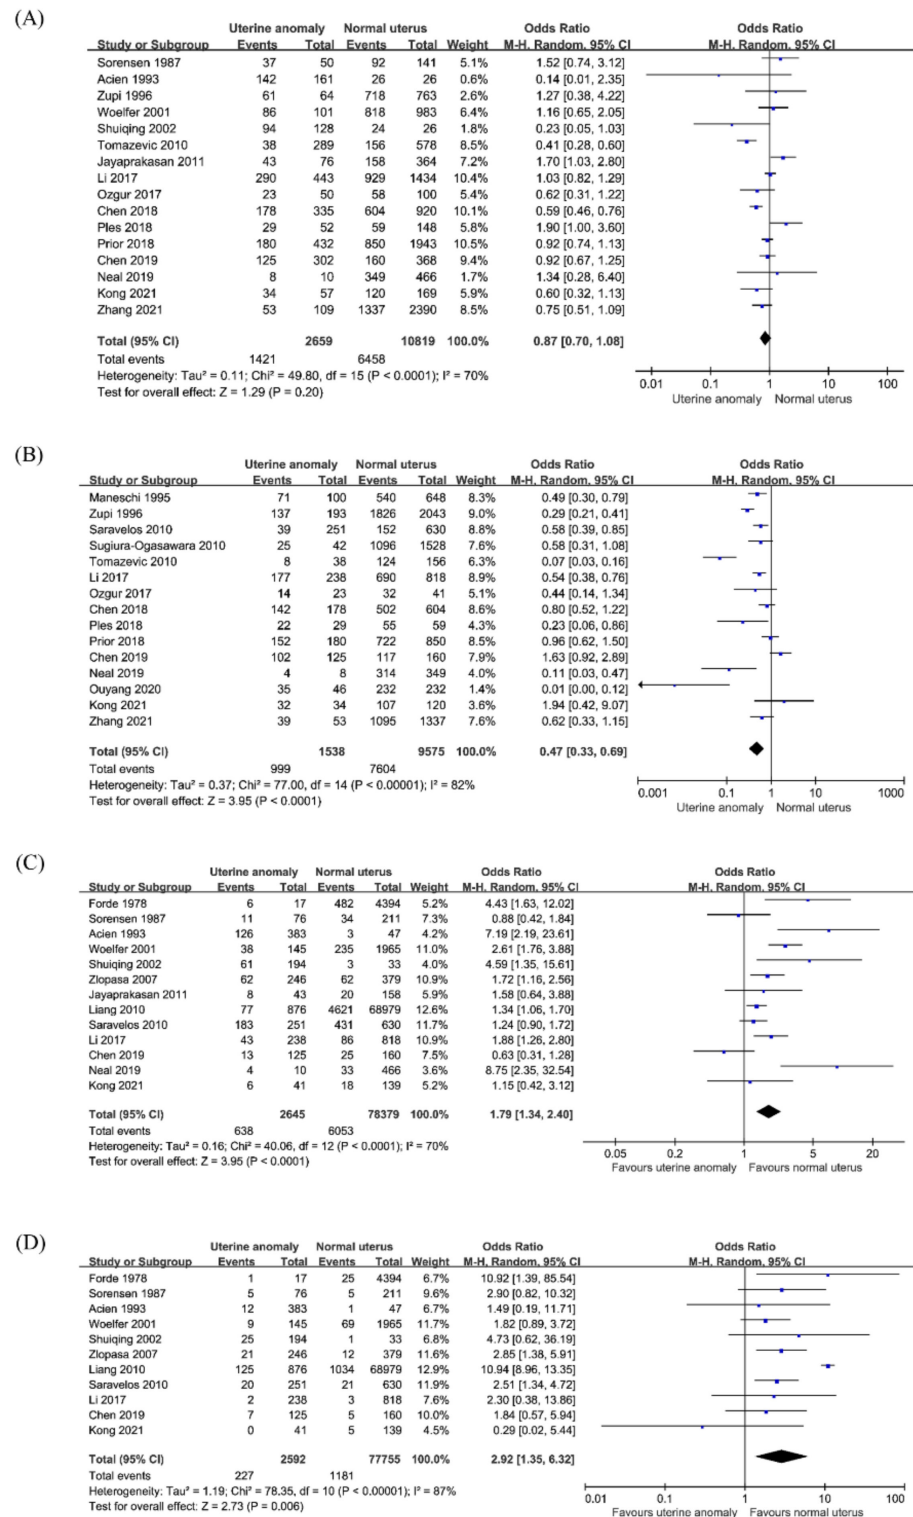 (A)
Uterine anomaly Normal uterus Odds Ratio Odds Ratio
Study or Subgroup Events Total Events Total Weight M-H. Random. 95% CI M-H. Random. 95% CI
Sorensen 1987 37 50 92 141 5.1% 1.52 [0.74, 3.12]
Acien 1993 142 161 26 26 0.6% 0.14 [0.01, 2.35]
Zupi 1996 61 64 718 763 2.6% 1.27 [0.38, 4.22]
Woelfer 2001 86 101 818 983 6.4% 1.16 [0.65, 2.05]
Shuiqing 2002 94 128 24 26 1.8% 0.23 [0.05, 1.03]
Tomazevic 2010 38 289 156 578 8.5% 0.41 [0.28, 0.60]
Jayaprakasan 2011 43 76 158 364 7.2% 1.70 [1.03, 2.80]
Li 2017 290 443 929 1434 10.4% 1.03 [0.82, 1.29]
Ozgur 2017 23 50 58 100 5.5% 0.62 [0.31, 1.22]
Chen 2018 178 335 604 920 10.1% 0.59 [0.46, 0.76]
Ples 2018 29 52 59 148 5.8% 1.90 [1.00, 3.60]
Prior 2018 180 432 850 1943 10.5% 0.92 [0.74, 1.13]
Chen 2019 125 302 160 368 9.4% 0.92 [0.67, 1.25]
Neal 2019 8 10 349 466 1.7% 1.34 [0.28, 6.40]
Kong 2021 34 57 120 169 5.9% 0.60 [0.32, 1.13]
Zhang 2021 53 109 1337 2390 8.5% 0.75 [0.51, 1.09]
Total (95% CI) 2659 10819 100.0% 0.87 [0.70, 1.08]
Total events 1421 6458
Heterogeneity: Tau² = 0.11; Chi² = 49.80, df = 15 (P < 0.0001); I² = 70%
Test for overall effect: Z = 1.29 (P = 0.20)
0.01 0.1 1 10 100
Uterine anomaly Normal uterus
(B)
Uterine anomaly Normal uterus Odds Ratio Odds Ratio
Study or Subgroup Events Total Events Total Weight M-H. Random. 95% CI M-H. Random. 95% CI
Maneschi 1995 71 100 540 648 8.3% 0.49 [0.30, 0.79]
Zupi 1996 137 193 1826 2043 9.0% 0.29 [0.21, 0.41]
Saravelos 2010 39 251 152 630 8.8% 0.58 [0.39, 0.85]
Sugiura-Ogasawara 2010 25 42 1096 1528 7.6% 0.58 [0.31, 1.08]
Tomazevic 2010 8 38 124 156 6.3% 0.07 [0.03, 0.16]
Li 2017 177 238 690 818 8.9% 0.54 [0.38, 0.76]
Ozgur 2017 14 23 32 41 5.1% 0.44 [0.14, 1.34]
Chen 2018 142 178 502 604 8.6% 0.80 [0.52, 1.22]
Ples 2018 22 29 55 59 4.3% 0.23 [0.06, 0.86]
Prior 2018 152 180 722 850 8.5% 0.96 [0.62, 1.50]
Chen 2019 102 125 117 160 7.8% 1.63 [0.92, 2.89]
Neal 2019 4 8 314 349 4.0% 0.11 [0.03, 0.47]
Ouyang 2020 35 46 232 232 1.4% 0.01 [0.00, 0.12]
Kong 2021 32 34 107 120 3.6% 1.94 [0.42, 9.07]
Zhang 2021 39 53 1095 1337 7.6% 0.62 [0.33, 1.15]
Total (95% CI) 1538 9575 100.0% 0.47 [0.33, 0.69]
Total events 999 7604
Heterogeneity: Tau² = 0.37; Chi² = 77.00, df = 14 (P < 0.00001); I² = 82%
Test for overall effect: Z = 3.95 (P < 0.0001)
0.001 0.1 1 10 1000
Uterine anomaly Normal uterus
(C)
Uterine anomaly Normal uterus Odds Ratio Odds Ratio
Study or Subgroup Events Total Events Total Weight M-H. Random. 95% CI M-H. Random. 95% CI
Forde 1978 6 17 482 4394 5.2% 4.43 [1.63, 12.02]
Sorensen 1987 11 76 34 211 7.3% 0.88 [0.42, 1.84]
Acien 1993 126 383 3 47 4.2% 7.19 [2.19, 23.61]
Woelfer 2001 38 145 235 1965 11.0% 2.61 [1.76, 3.88]
Shuiqing 2002 61 194 3 33 4.0% 4.59 [1.35, 15.61]
Zlopasa 2007 62 246 62 379 10.9% 1.72 [1.16, 2.56]
Jayaprakasan 2011 8 43 20 158 5.9% 1.58 [0.64, 3.88]
Liang 2010 77 876 4621 68979 12.6% 1.34 [1.06, 1.70]
Saravelos 2010 183 251 431 630 11.7% 1.24 [0.90, 1.72]
Li 2017 43 238 86 818 10.9% 1.88 [1.26, 2.80]
Chen 2019 13 125 25 160 7.5% 0.63 [0.31, 1.28]
Neal 2019 4 10 33 466 3.6% 8.75 [2.35, 32.54]
Kong 2021 6 41 18 139 5.2% 1.15 [0.42, 3.12]
Total (95% CI) 2645 78379 100.0% 1.79 [1.34, 2.40]
Total events 638 6053
Heterogeneity: Tau² = 0.16; Chi² = 40.06, df = 12 (P < 0.0001); I² = 70%
Test for overall effect: Z = 3.95 (P < 0.0001)
0.05 0.2 1 5 20
Favours uterine anomaly Favours normal uterus
(D)
Uterine anomaly Normal uterus Odds Ratio Odds Ratio
Study or Subgroup Events Total Events Total Weight M-H. Random. 95% CI M-H. Random. 95% CI
Forde 1978 1 17 25 4394 6.7% 10.92 [1.39, 85.54]
Sorensen 1987 5 76 5 211 9.6% 2.90 [0.82, 10.32]
Acien 1993 12 383 1 47 6.7% 1.49 [0.19, 11.71]
Woelfer 2001 9 145 69 1965 11.7% 1.82 [0.89, 3.72]
Shuiqing 2002 25 194 1 33 6.8% 4.73 [0.62, 36.19]
Zlopasa 2007 21 246 12 379 11.6% 2.85 [1.38, 5.91]
Liang 2010 125 876 1034 68979 12.9% 10.94 [8.96, 13.35]
Saravelos 2010 20 251 21 630 11.9% 2.51 [1.34, 4.72]
Li 2017 2 238 3 818 7.6% 2.30 [0.38, 13.86]
Chen 2019 7 125 5 160 10.0% 1.84 [0.57, 5.94]
Kong 2021 0 41 5 139 4.5% 0.29 [0.02, 5.44]
Total (95% CI) 2592 77755 100.0% 2.92 [1.35, 6.32]
Total events 227 1181
Heterogeneity: Tau² = 1.19; Chi² = 78.35, df = 10 (P < 0.00001); I² = 87%
Test for overall effect: Z = 2.73 (P = 0.006)
0.01 0.1 1 10 100
Favours uterine anomaly Favours normal uterus